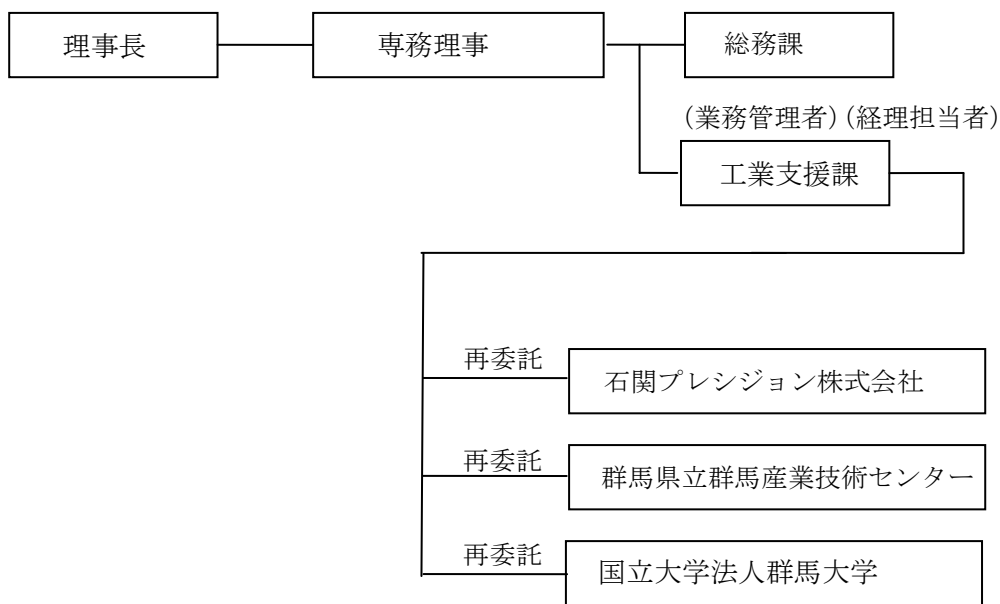 理事長
専務理事
総務課
(業務管理者)(経理担当者)
工業支援課
再委託
石関プレシジョン株式会社
再委託
群馬県立群馬産業技術センター
再委託
国立大学法人群馬大学